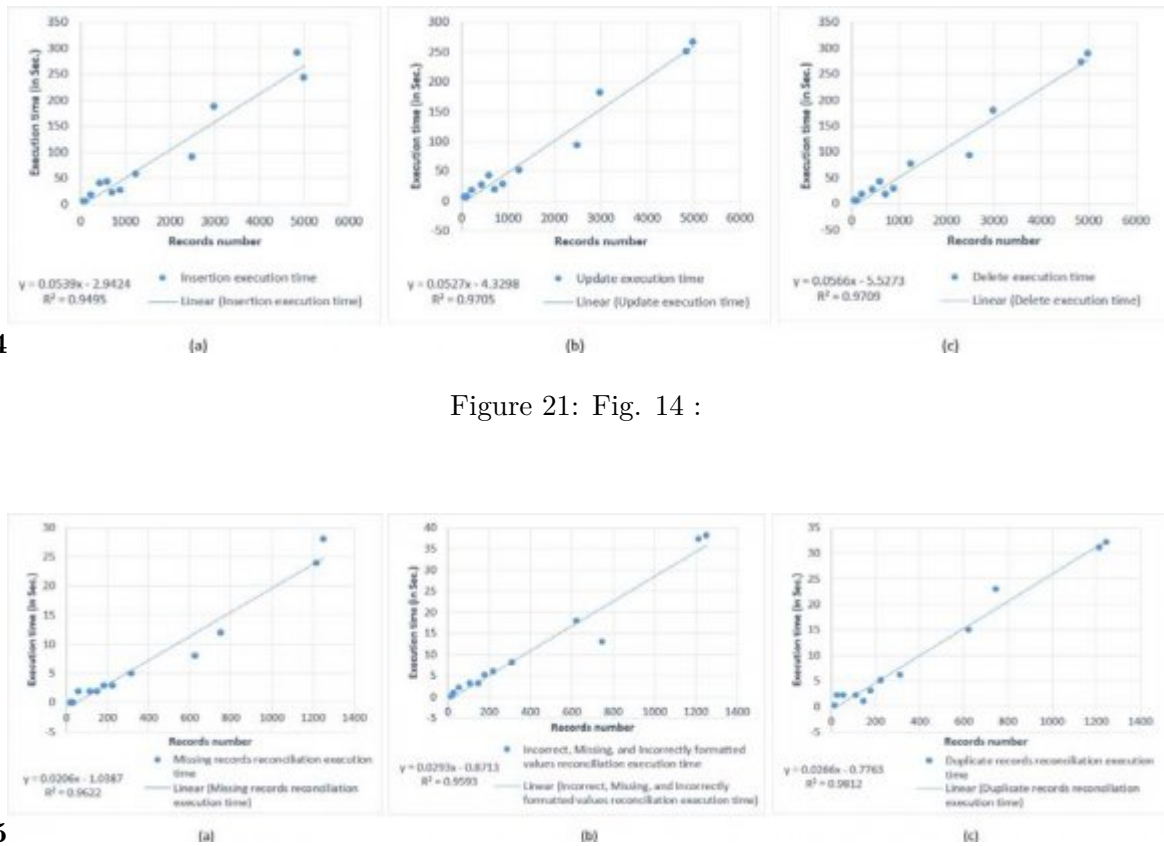 350
300
250
200
150
100
50
0
0 1000 2000 3000 4000 5000 6000
Execution time (in Sec.)
Records number
y = 0.0539x - 2.9424
R² = 0.9495
Insertion execution time
Linear (Insertion execution time)
(a)
300
250
200
150
100
50
0
-50
0 1000 2000 3000 4000 5000 6000
Execution time (in Sec.)
Records number
y = 0.0527x - 4.3298
R² = 0.9705
Update execution time
Linear (Update execution time)
(b)
350
300
250
200
150
100
50
0
-50
0 1000 2000 3000 4000 5000 6000
Execution time (in Sec.)
Records number
y = 0.0566x - 5.5273
R² = 0.9709
Delete execution time
Linear (Delete execution time)
(c)
4
Figure 21: Fig. 14 :
30
25
20
15
10
5
0
-5
0 200 400 600 800 1000 1200 1400
Execution time (in Sec.)
Records number
y = 0.0206x - 1.0387
R² = 0.9622
Missing records reconciliation execution
time
Linear (Missing records reconciliation
execution time)
(a)
40
35
30
25
20
15
10
5
0
-5
0 200 400 600 800 1000 1200 1400
Execution time (in Sec.)
Records number
y = 0.0293x - 0.8713
R² = 0.9593
Incorrect, Missing, and Incorrectly formatted
values reconciliation execution time
Linear (Incorrect, Missing, and Incorrectly
formatted values reconciliation execution time)
(b)
35
30
25
20
15
10
5
0
-5
0 200 400 600 800 1000 1200 1400
Execution time (in Sec.)
Records number
y = 0.0266x - 0.7763
R² = 0.9812
Duplicate records reconciliation execution
time
Linear (Duplicate records reconciliation
execution time)
(c)
5